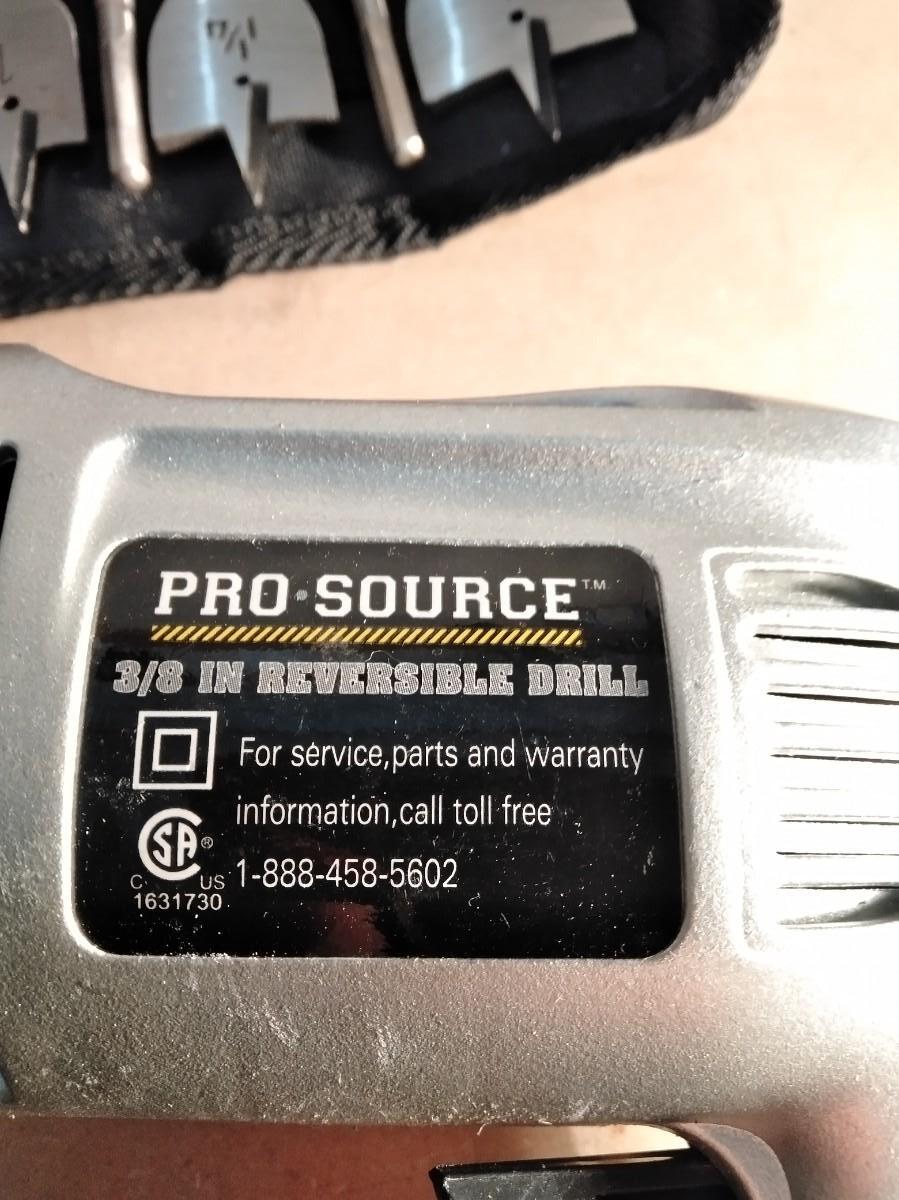 PRO·SOURCE™
3/8 IN REVERSIBLE DRILL
For service,parts and warranty
information,call toll free
1-888-458-5602
SA®
C US
1631730